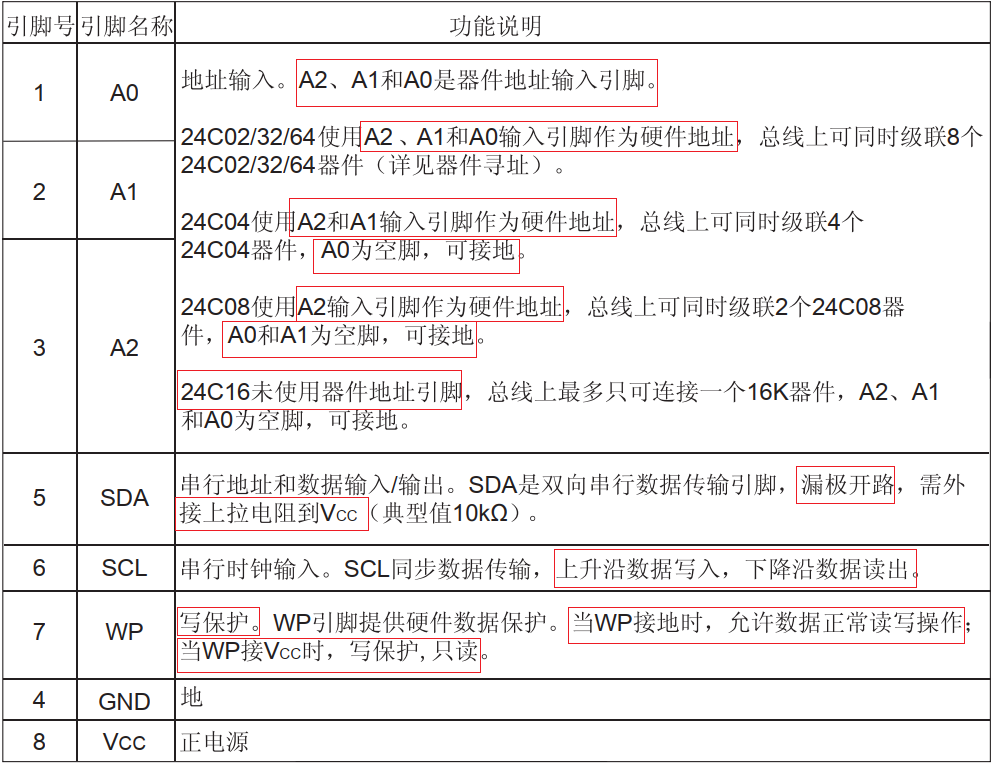 引脚号 引脚名称 功能说明
1 A0 地址输入。A2、A1和A0是器件地址输入引脚。
24C02/32/64使用A2、A1和A0输入引脚作为硬件地址，总线上可同时级联8个
24C02/32/64器件（详见器件寻址）。
2 A1
24C04使用A2和A1输入引脚作为硬件地址，总线上可同时级联4个
24C04器件，A0为空脚，可接地。
24C08使用A2输入引脚作为硬件地址，总线上可同时级联2个24C08器
件，A0和A1为空脚，可接地。
3 A2
24C16未使用器件地址引脚，总线上最多只可连接一个16K器件，A2、A1
和A0为空脚，可接地。
5 SDA 串行地址和数据输入/输出。SDA是双向串行数据传输引脚，漏极开路，需外
接上拉电阻到Vcc（典型值10kΩ）。
6 SCL 串行时钟输入。SCL同步数据传输，上升沿数据写入，下降沿数据读出。
7 WP 写保护。WP引脚提供硬件数据保护。当WP接地时，允许数据正常读写操作；
当WP接Vcc时，写保护,只读。
4 GND 地
8 Vcc 正电源